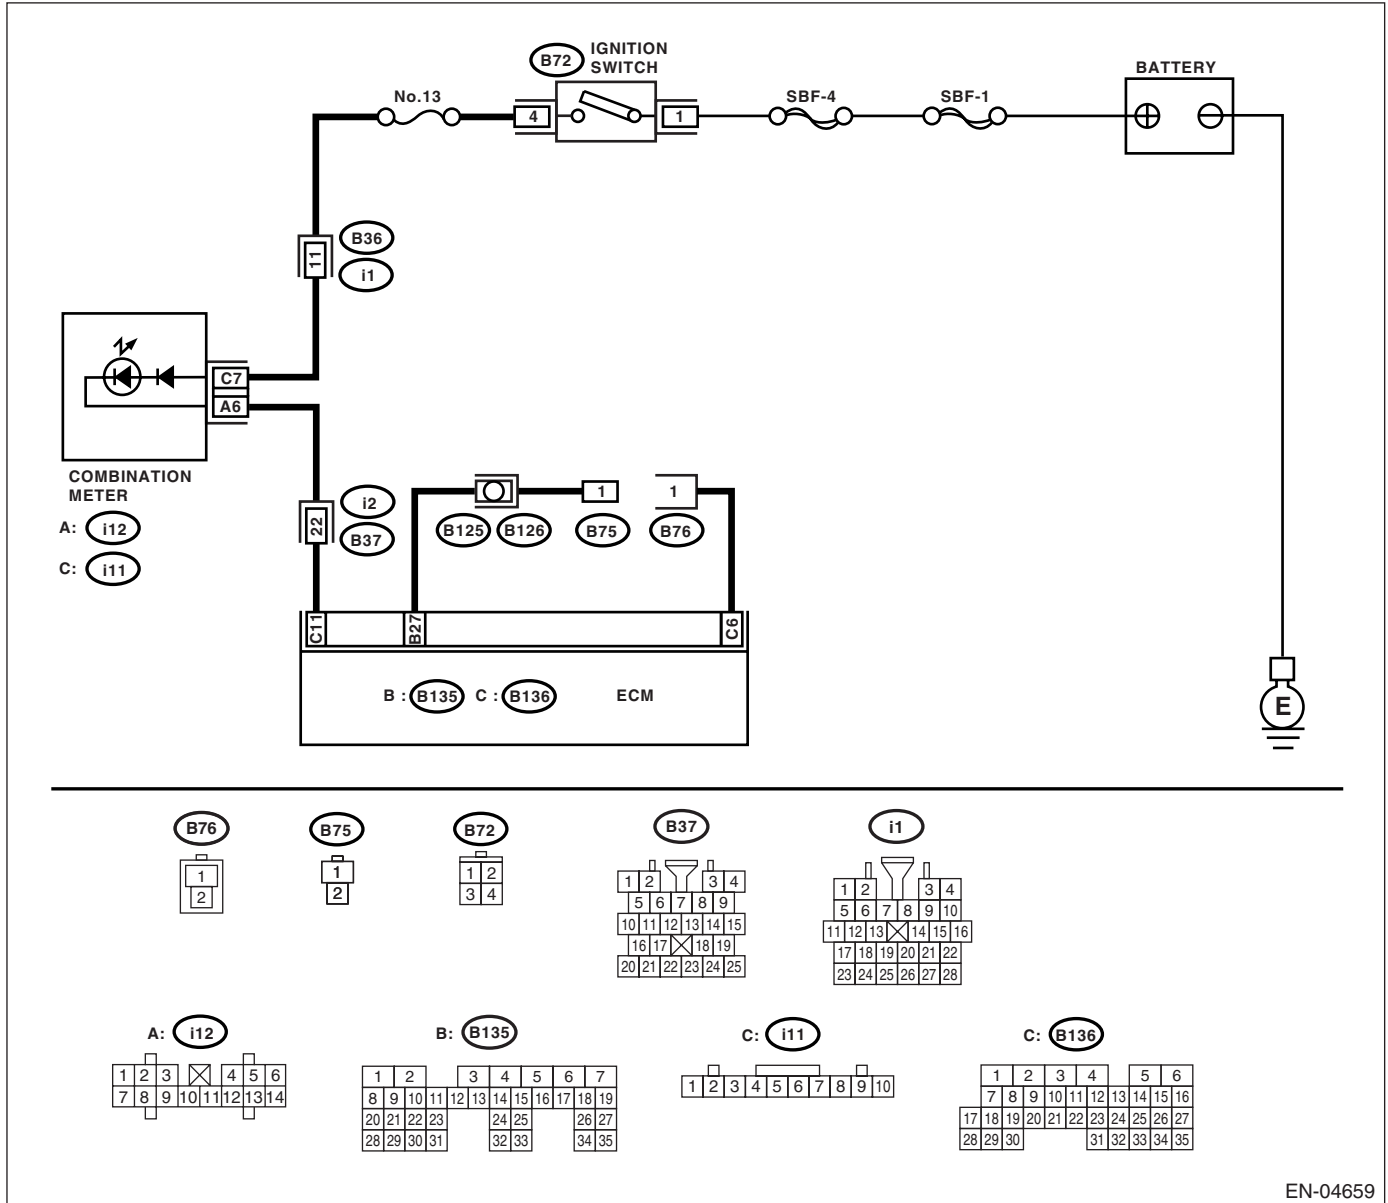 B72 IGNITION
SWITCH
BATTERY
No.13
SBF-4
SBF-1
4
1
B36
11
i1
C7
A6
COMBINATION
METER
A: i12
C: i11
i2
22
B37
1
1
B125 B126 B75 B76
C11
B27
C6
B : B135 C : B136 ECM
E
B76
1
2
B75
1
2
B72
1 2
3 4
B37
1 2 3 4
5 6 7 8 9
10 11 12 13 14 15
16 17 18 19
20 21 22 23 24 25
i1
1 2 3 4
5 6 7 8 9 10
11 12 13 14 15 16
17 18 19 20 21 22
23 24 25 26 27 28
A: i12
1 2 3 4 5 6
7 8 9 10 11 12 13 14
B: B135
1 2 3 4 5 6 7
8 9 10 11 12 13 14 15 16 17 18 19
20 21 22 23 24 25 26 27
28 29 30 31 32 33 34 35
C: i11
1 2 3 4 5 6 7 8 9 10
C: B136
1 2 3 4 5 6
7 8 9 10 11 12 13 14 15 16
17 18 19 20 21 22 23 24 25 26 27
28 29 30 31 32 33 34 35
EN-04659